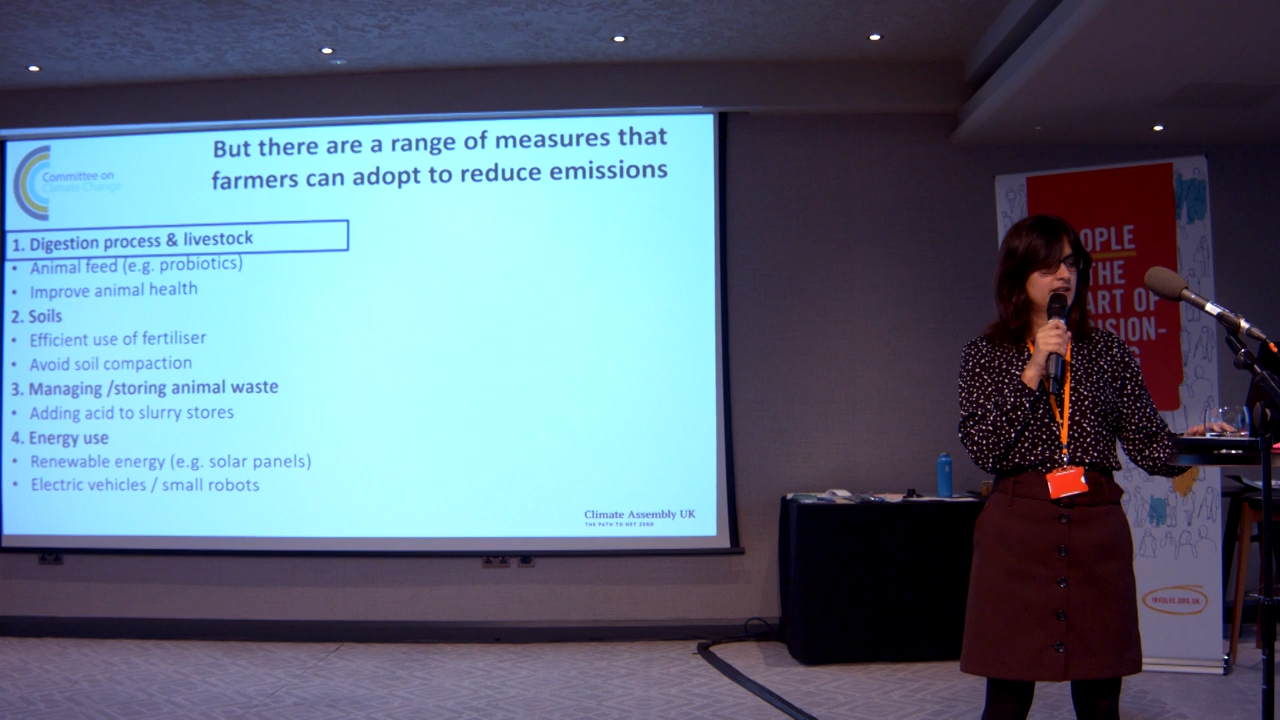 But there are a range of measures that
farmers can adopt to reduce emissions
Committee on
Climate Change
1. Digestion process & livestock
• Animal feed (e.g. probiotics)
• Improve animal health
2. Soils
• Efficient use of fertiliser
• Avoid soil compaction
3. Managing /storing animal waste
• Adding acid to slurry stores
4. Energy use
• Renewable energy (e.g. solar panels)
• Electric vehicles / small robots
Climate Assembly UK
THE PATH TO NET ZERO
OPLE
THE
ART OF
ISION-
G
INVOLVE.ORG.UK